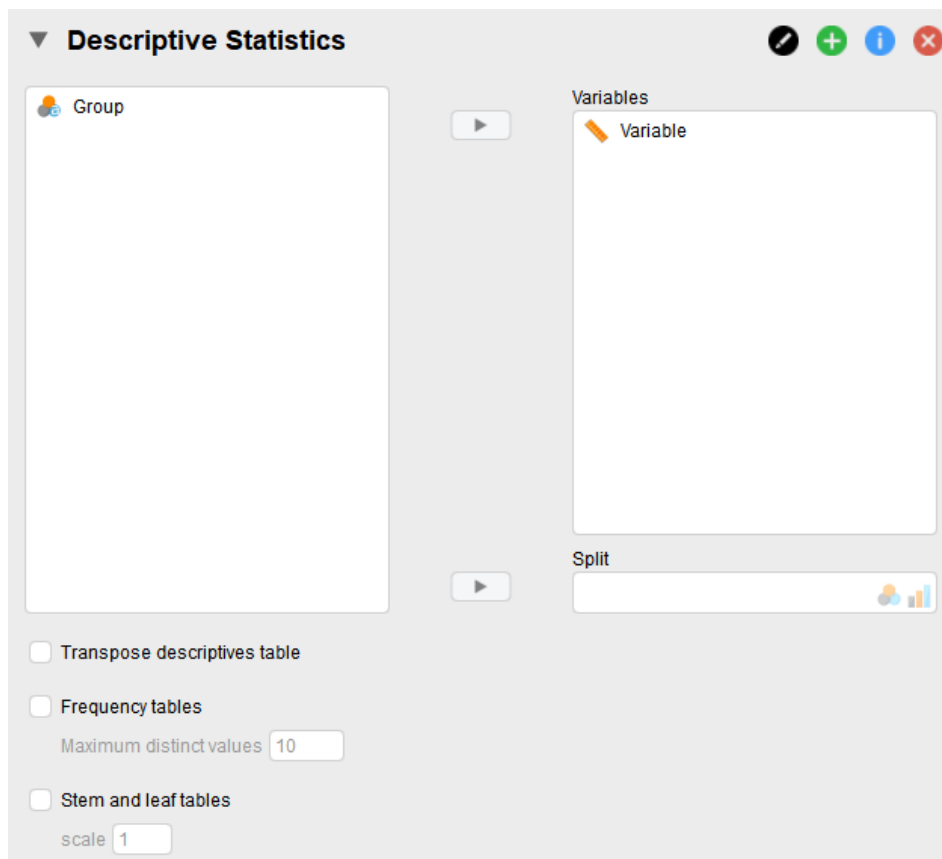 Descriptive Statistics
Group
Variables
Variable
Split
Transpose descriptives table
Frequency tables
Maximum distinct values 10
Stem and leaf tables
scale 1